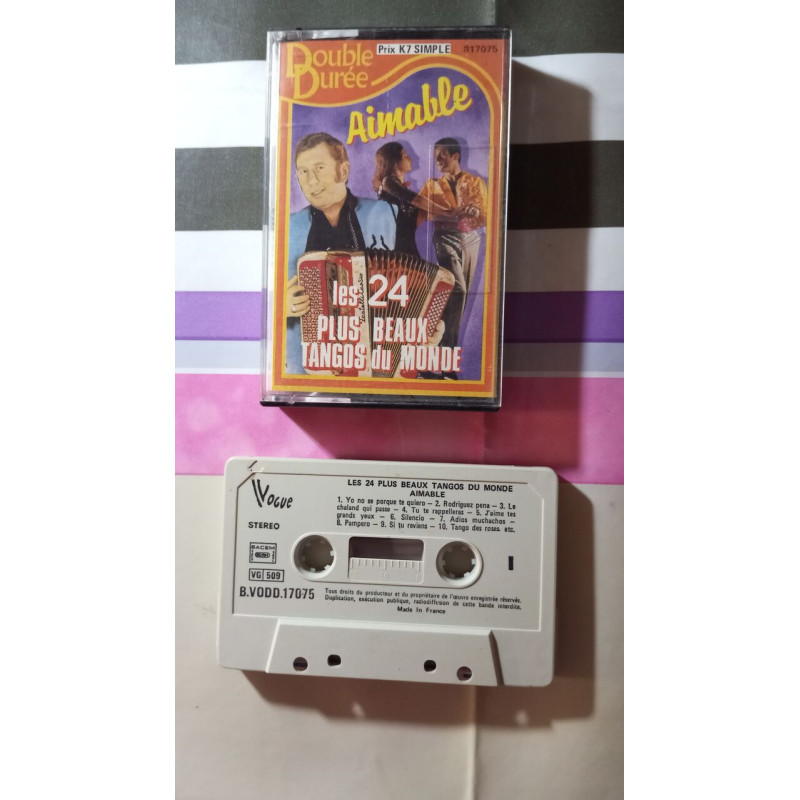 Double
Durée
Prix K7 SIMPLE
B17075
Aimable
les 24
PLUS BEAUX
TANGOS du MONDE
Vogue
STEREO
SACEM
VG 509
B.VODD.17075
LES 24 PLUS BEAUX TANGOS DU MONDE
AIMABLE
1. Yo no se porque te quiero – 2. Rodriguez pena – 3. Le
chaland qui passe – 4. Tu te rappelleras – 5. J'aime tes
grands yeux – 6. Silencio – 7. Adios muchachos –
8. Pampero – 9. Si tu reviens – 10. Tango des roses. etc.
I
Tous droits du producteur et du propriétaire de l'œuvre enregistrée réservés.
Duplication, exécution publique, radiodiffusion de cette bande interdite.
Made in France